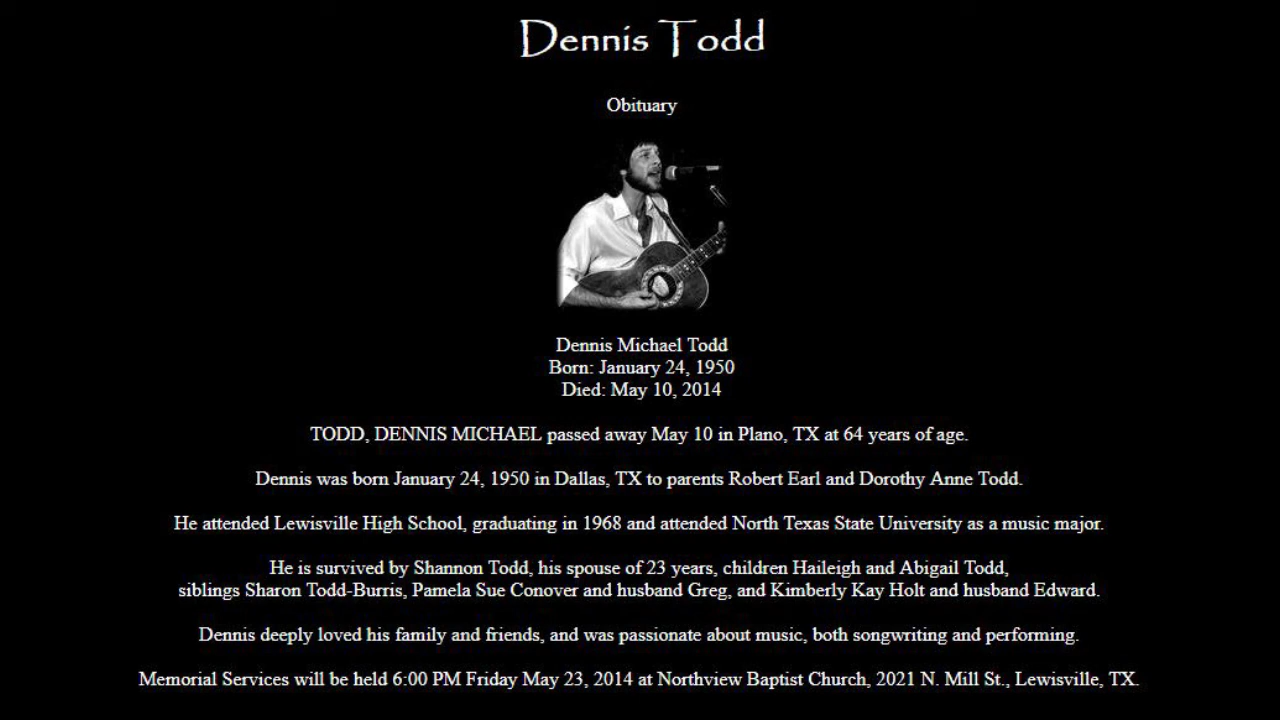 Dennis Todd
Obituary
Dennis Michael Todd
Born: January 24, 1950
Died: May 10, 2014
TODD, DENNIS MICHAEL passed away May 10 in Plano, TX at 64 years of age.
Dennis was born January 24, 1950 in Dallas, TX to parents Robert Earl and Dorothy Anne Todd.
He attended Lewisville High School, graduating in 1968 and attended North Texas State University as a music major.
He is survived by Shannon Todd, his spouse of 23 years, children Haileigh and Abigail Todd,
siblings Sharon Todd-Burris, Pamela Sue Conover and husband Greg, and Kimberly Kay Holt and husband Edward.
Dennis deeply loved his family and friends, and was passionate about music, both songwriting and performing.
Memorial Services will be held 6:00 PM Friday May 23, 2014 at Northview Baptist Church, 2021 N. Mill St., Lewisville, TX.